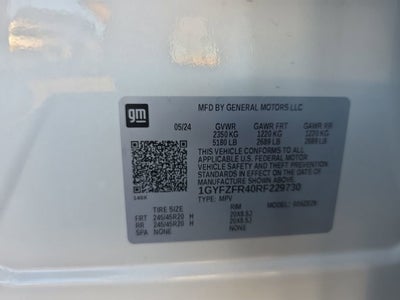 gm
MFD BY GENERAL MOTORS LLC
05/24 GVWR GAWR FRT GAWR RR
2350 KG 1220 KG 1220 KG
5180 LB 2689 LB 2689 LB
THIS VEHICLE CONFORMS TO ALL
APPLICABLE U.S. FEDERAL MOTOR
VEHICLE SAFETY AND THEFT
PREVENTION STANDARDS IN EFFECT ON
THE DATE OF MANUFACTURE SHOWN ABOVE.
1GYFZFR40RF229730
TYPE: MPV
TIRE SIZE RIM
FRT 245/45R20 H 20X8.5J
RR 245/45R20 H 20X8.5J
SPA NONE NONE